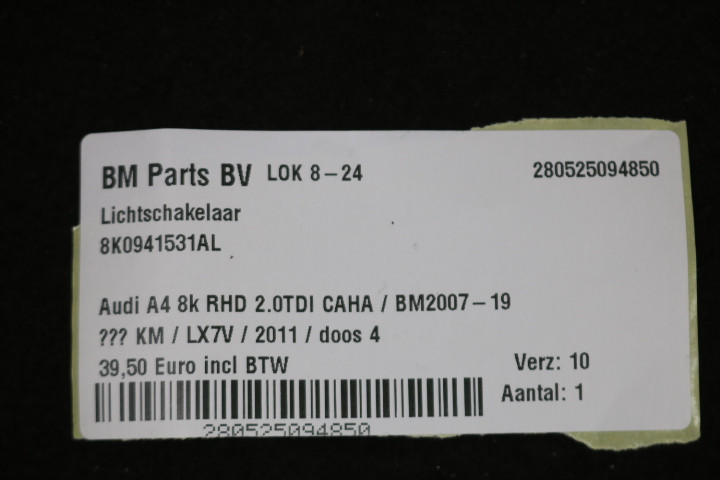 BM Parts BV LOK 8-24 280525094850
Lichtschakelaar
8K0941531AL
Audi A4 8k RHD 2.0TDI CAHA / BM2007-19
??? KM / LX7V / 2011 / doos 4
39,50 Euro incl BTW Verz: 10
Aantal: 1
280525094850